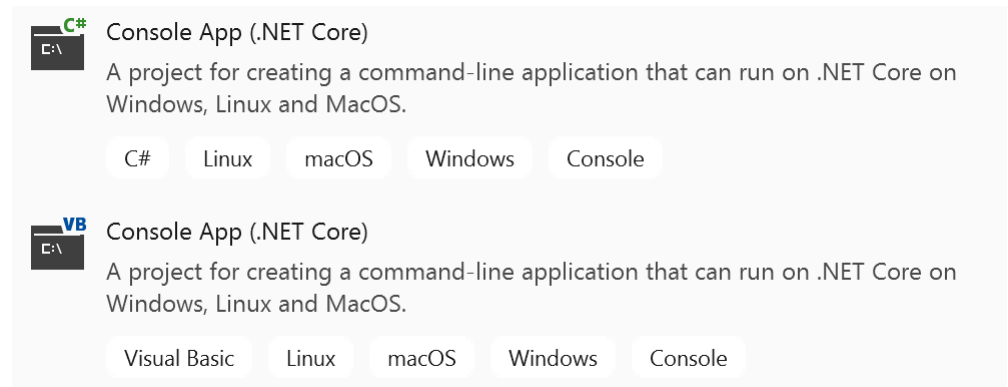 C#
C:\
Console App (.NET Core)
A project for creating a command-line application that can run on .NET Core on
Windows, Linux and MacOS.
C# Linux macOS Windows Console
VB
C:\
Console App (.NET Core)
A project for creating a command-line application that can run on .NET Core on
Windows, Linux and MacOS.
Visual Basic Linux macOS Windows Console